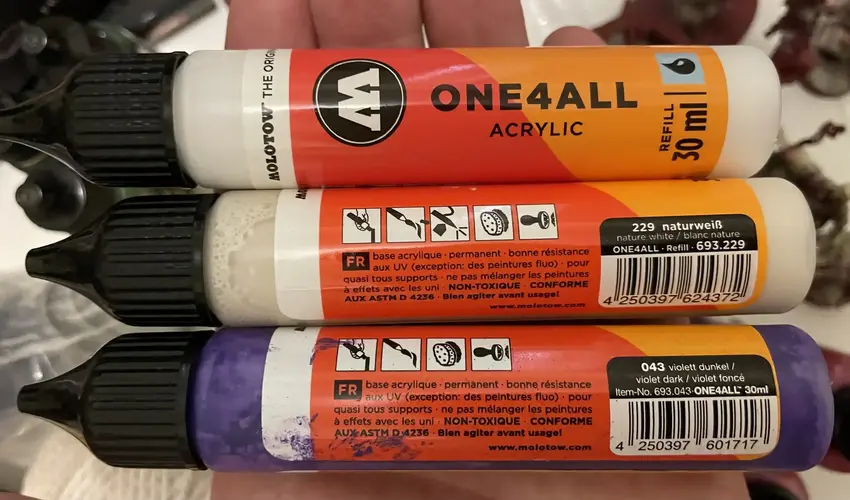 MOLOTOW™ THE ORIG
M
ONE4ALL
ACRYLIC
REFILL
30 ml
FR base acrylique · permanent · bonne résistance
aux UV (exception: des peintures fluo) · pour
quasi tous supports · ne pas mélanger les peintures
à effets avec les uni · NON-TOXIQUE · CONFORME
AUX ASTM D 4236 · Bien agiter avant usage!
www.molotow.com
229 naturweiß
nature white / blanc nature
ONE4ALL · Refill · 693.229
4 250397 624372
FR base acrylique · permanent · bonne résistance
aux UV (exception: des peintures fluo) · pour
quasi tous supports · ne pas mélanger les peintures
à effets avec les uni · NON-TOXIQUE · CONFORME
AUX ASTM D 4236 · Bien agiter avant usage!
www.molotow.com
043 violett dunkel /
violet dark / violet foncé
Item-No. 693.043 · ONE4ALL™ 30ml
4 250397 601717